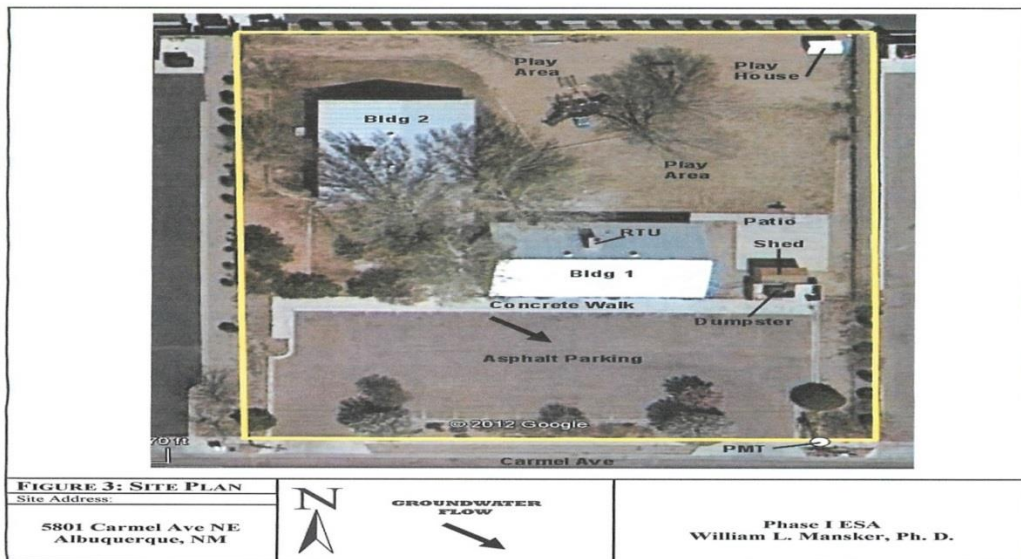 Play
Area
Play
House
Bldg 2
Play
Area
Patio
RTU
Shed
Bldg 1
Concrete Walk
Dumpster
Asphalt Parking
© 2012 Google
701ft
PMT
Carmel Ave
FIGURE 3: SITE PLAN
Site Address:
5801 Carmel Ave NE
Albuquerque, NM
N
GROUNDWATER
FLOW
Phase I ESA
William L. Mansker, Ph. D.